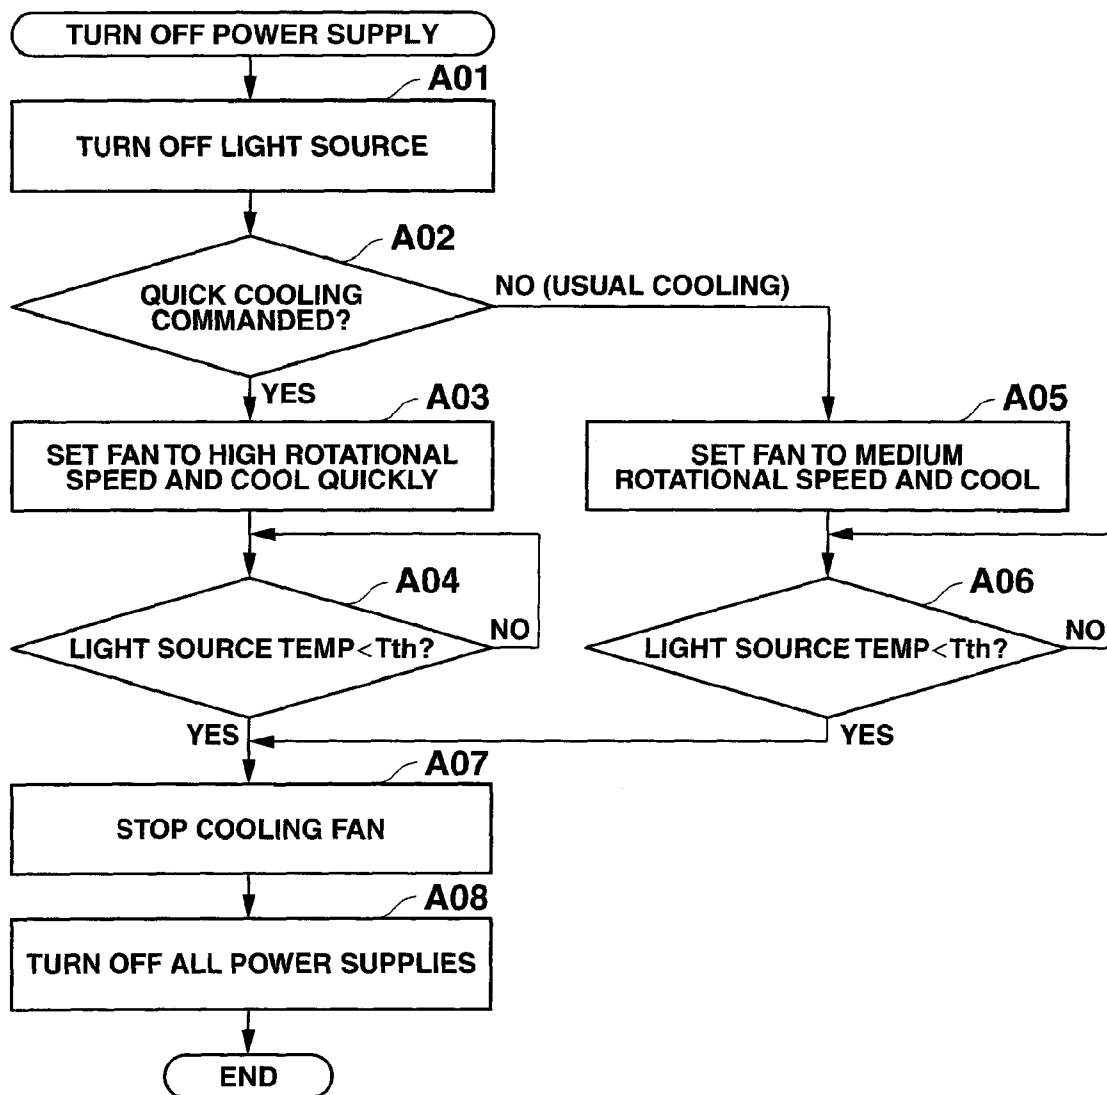 TURN OFF POWER SUPPLY
A01
TURN OFF LIGHT SOURCE
A02
QUICK COOLING
COMMANDED?
NO (USUAL COOLING)
YES
A03
SET FAN TO HIGH ROTATIONAL
SPEED AND COOL QUICKLY
A05
SET FAN TO MEDIUM
ROTATIONAL SPEED AND COOL
A04
LIGHT SOURCE TEMP<Tth?
NO
YES
A06
LIGHT SOURCE TEMP<Tth?
NO
YES
A07
STOP COOLING FAN
A08
TURN OFF ALL POWER SUPPLIES
END